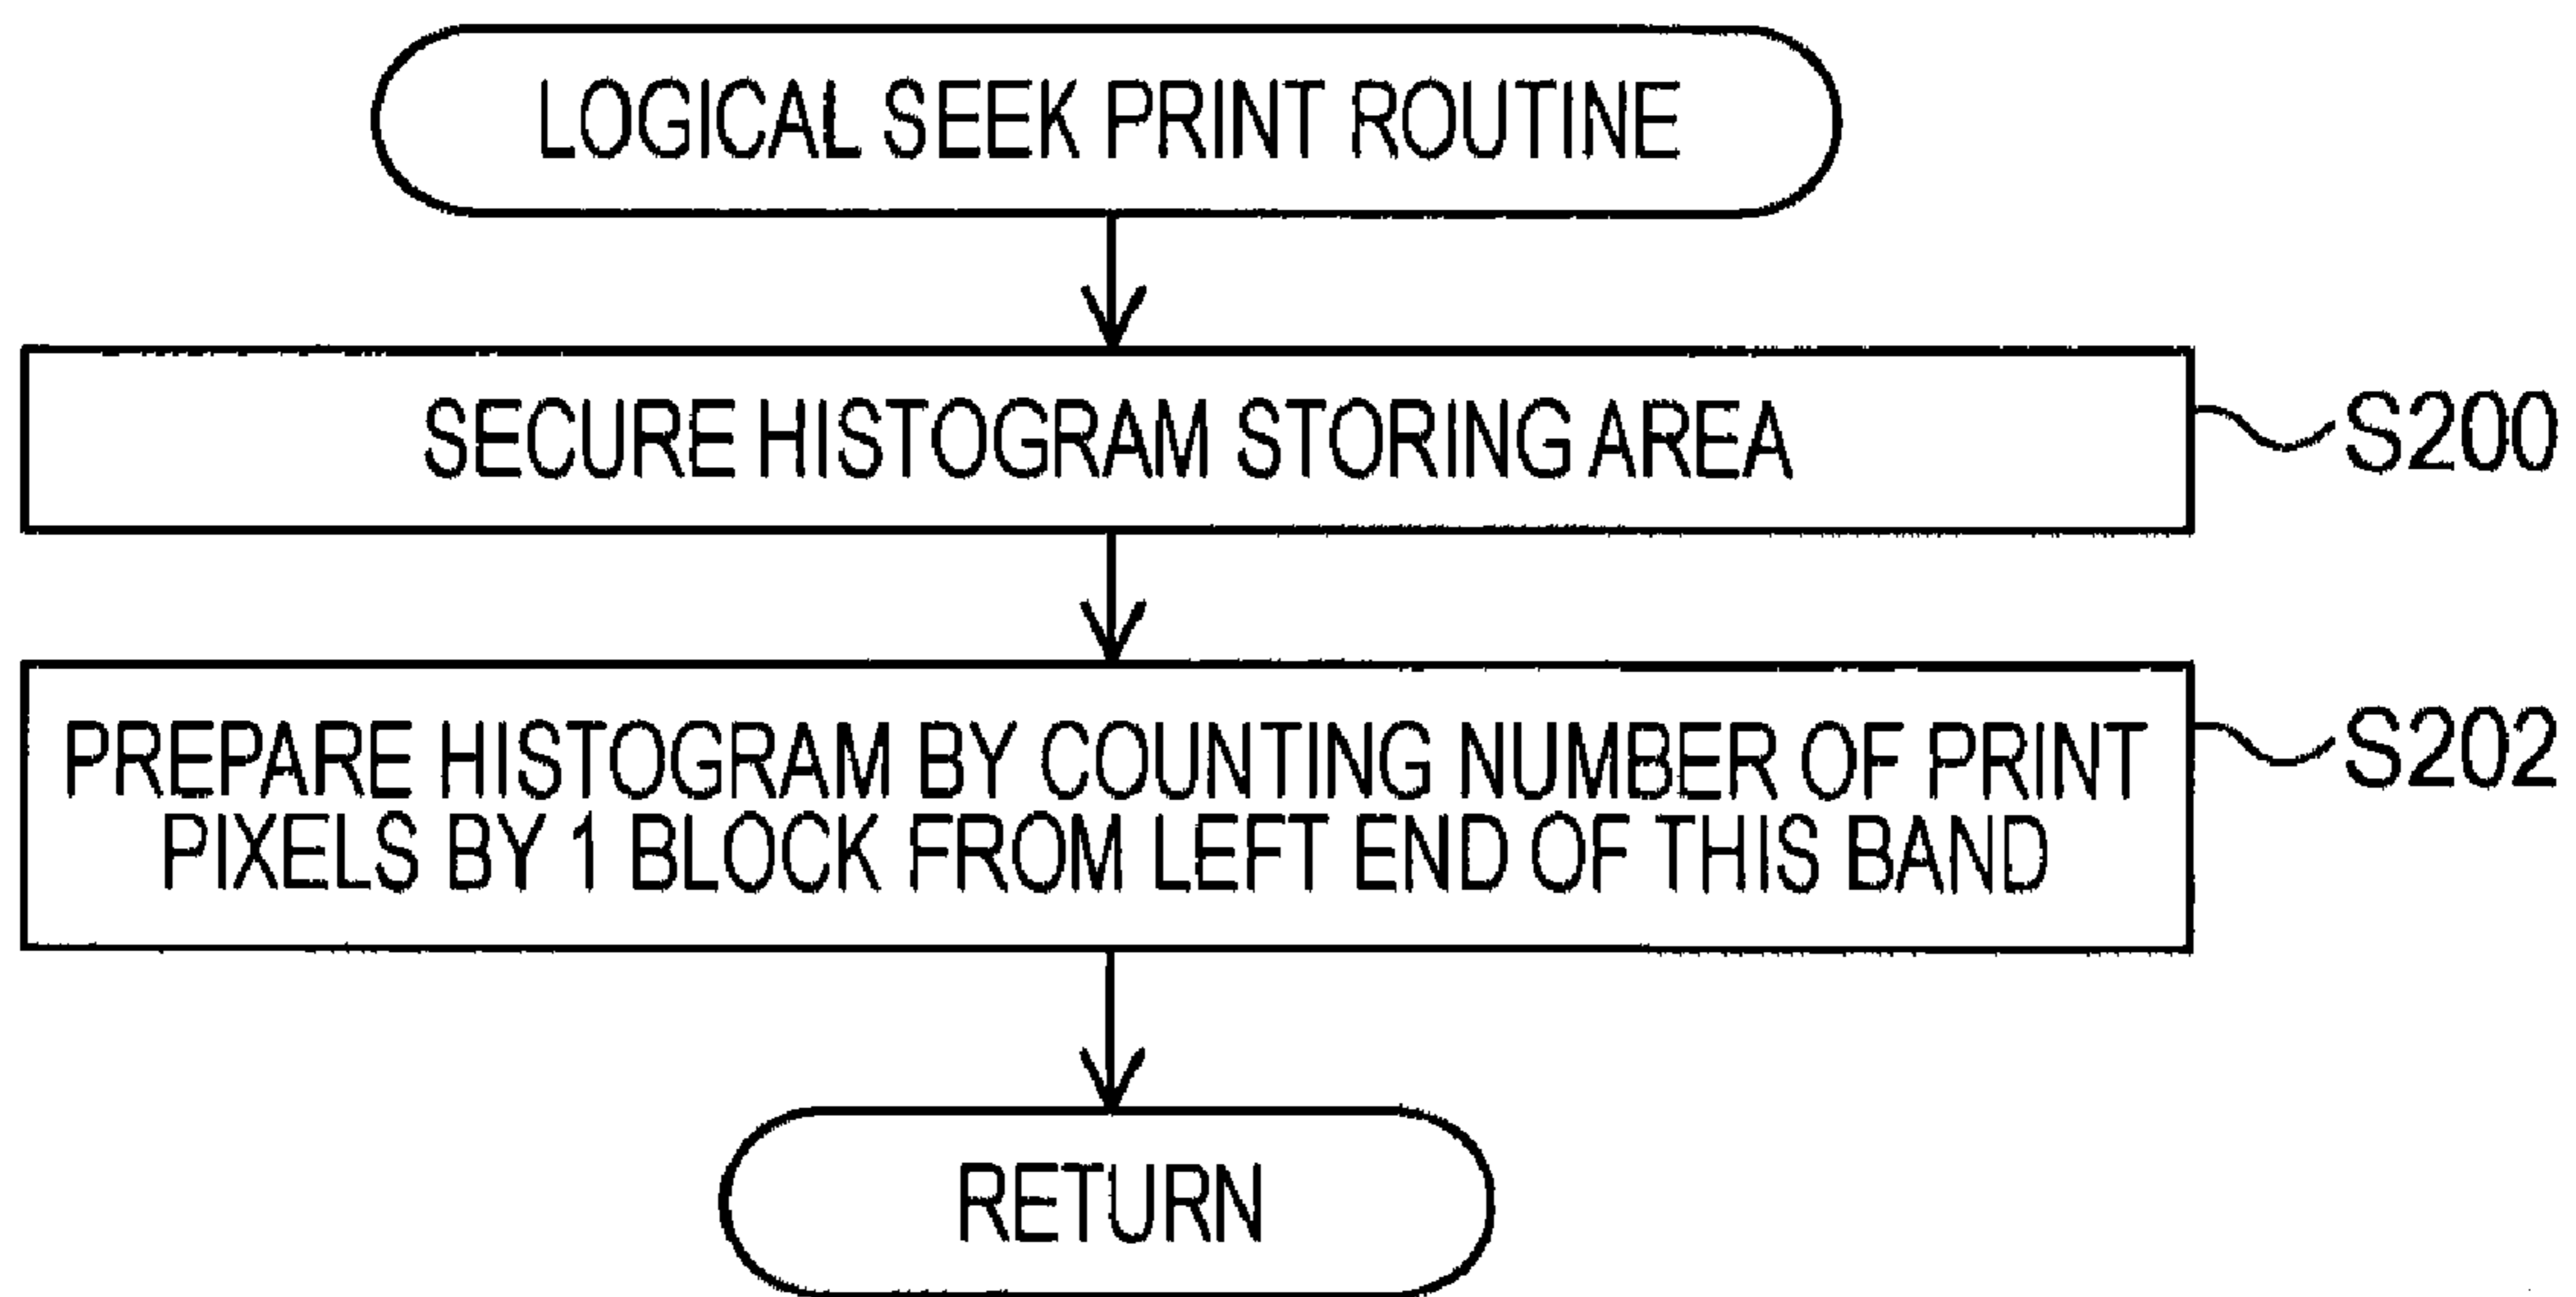 LOGICAL SEEK PRINT ROUTINE
SECURE HISTOGRAM STORING AREA
S200
PREPARE HISTOGRAM BY COUNTING NUMBER OF PRINT
PIXELS BY 1 BLOCK FROM LEFT END OF THIS BAND
S202
RETURN